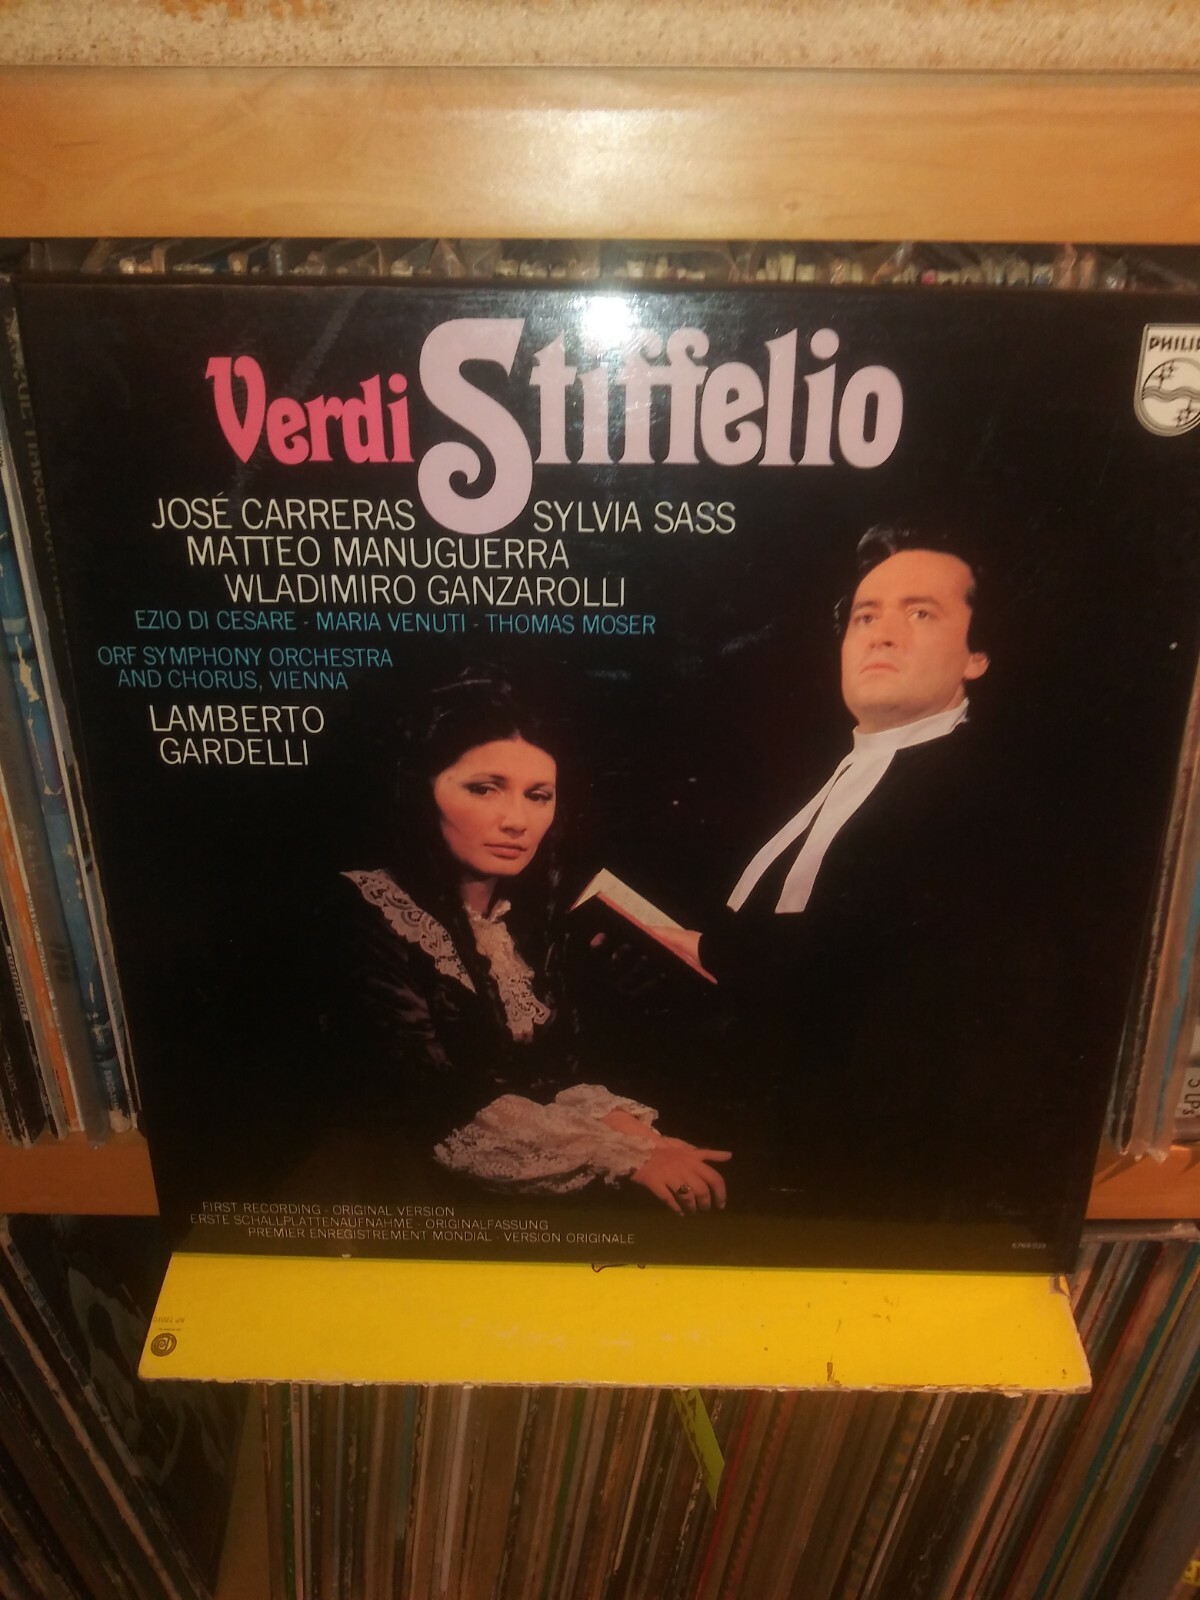 Verdi Stiffelio
PHILIPS
JOSÉ CARRERAS SYLVIA SASS
MATTEO MANUGUERRA
WLADIMIRO GANZAROLLI
EZIO DI CESARE - MARIA VENUTI - THOMAS MOSER
ORF SYMPHONY ORCHESTRA
AND CHORUS, VIENNA
LAMBERTO
GARDELLI
FIRST RECORDING - ORIGINAL VERSION
ERSTE SCHALLPLATTENAUFNAHME - ORIGINALFASSUNG
PREMIER ENREGISTREMENT MONDIAL - VERSION ORIGINALE